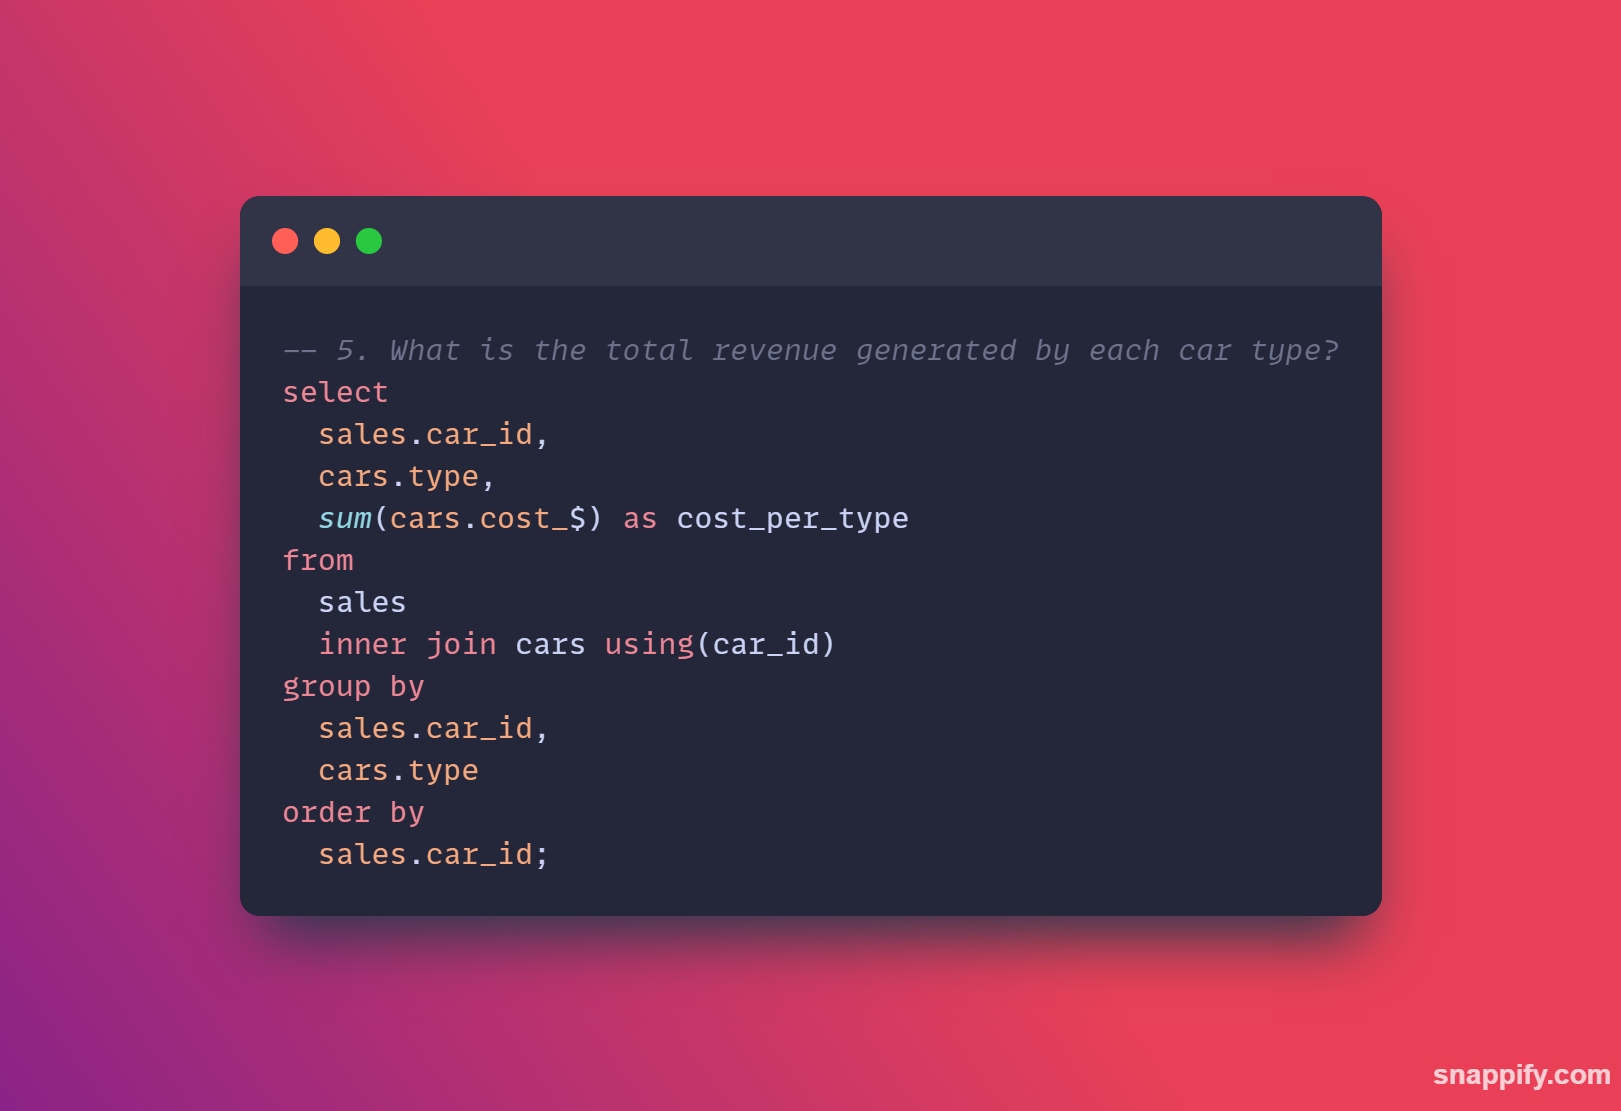 -- 5. What is the total revenue generated by each car type?
select
  sales.car_id,
  cars.type,
  sum(cars.cost_$) as cost_per_type
from
  sales
  inner join cars using(car_id)
group by
  sales.car_id,
  cars.type
order by
  sales.car_id;
snappify.com